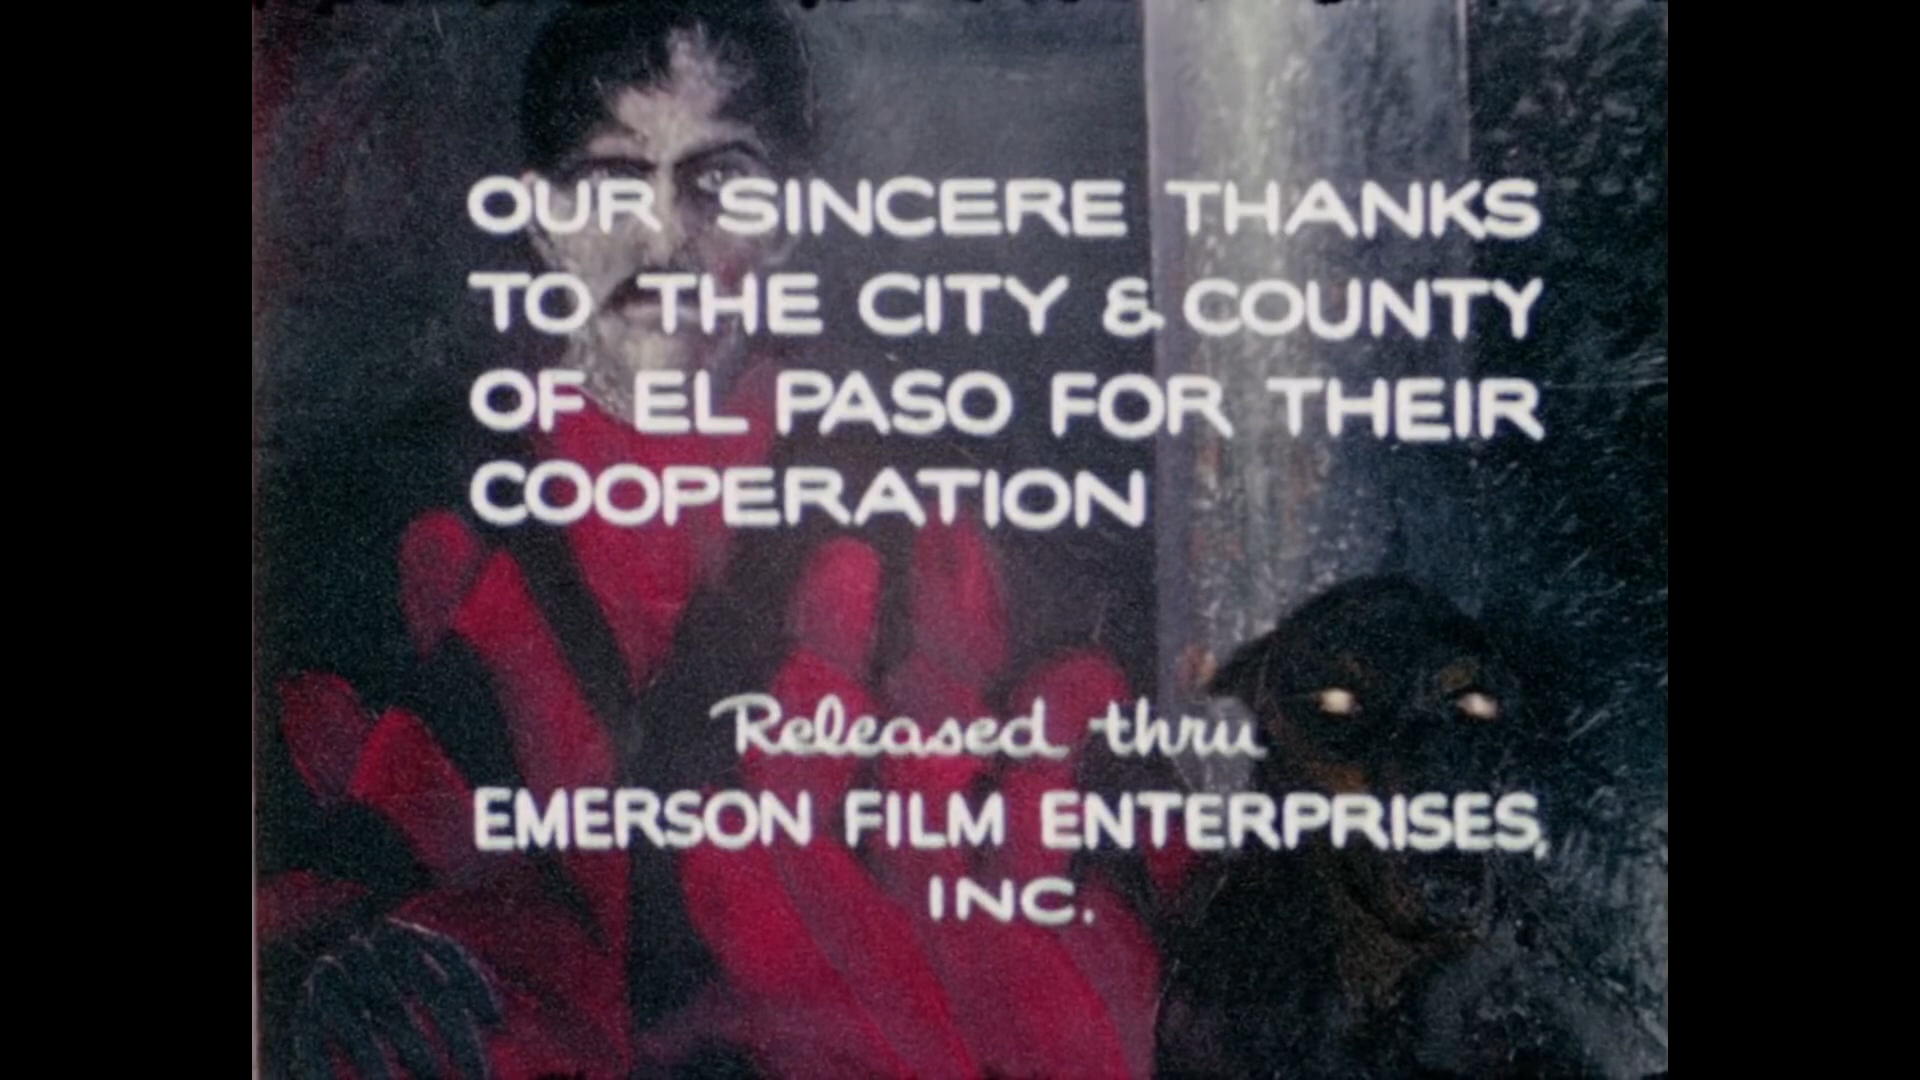 OUR SINCERE THANKS
TO THE CITY & COUNTY
OF EL PASO FOR THEIR
COOPERATION
Released thru
EMERSON FILM ENTERPRISES,
INC.